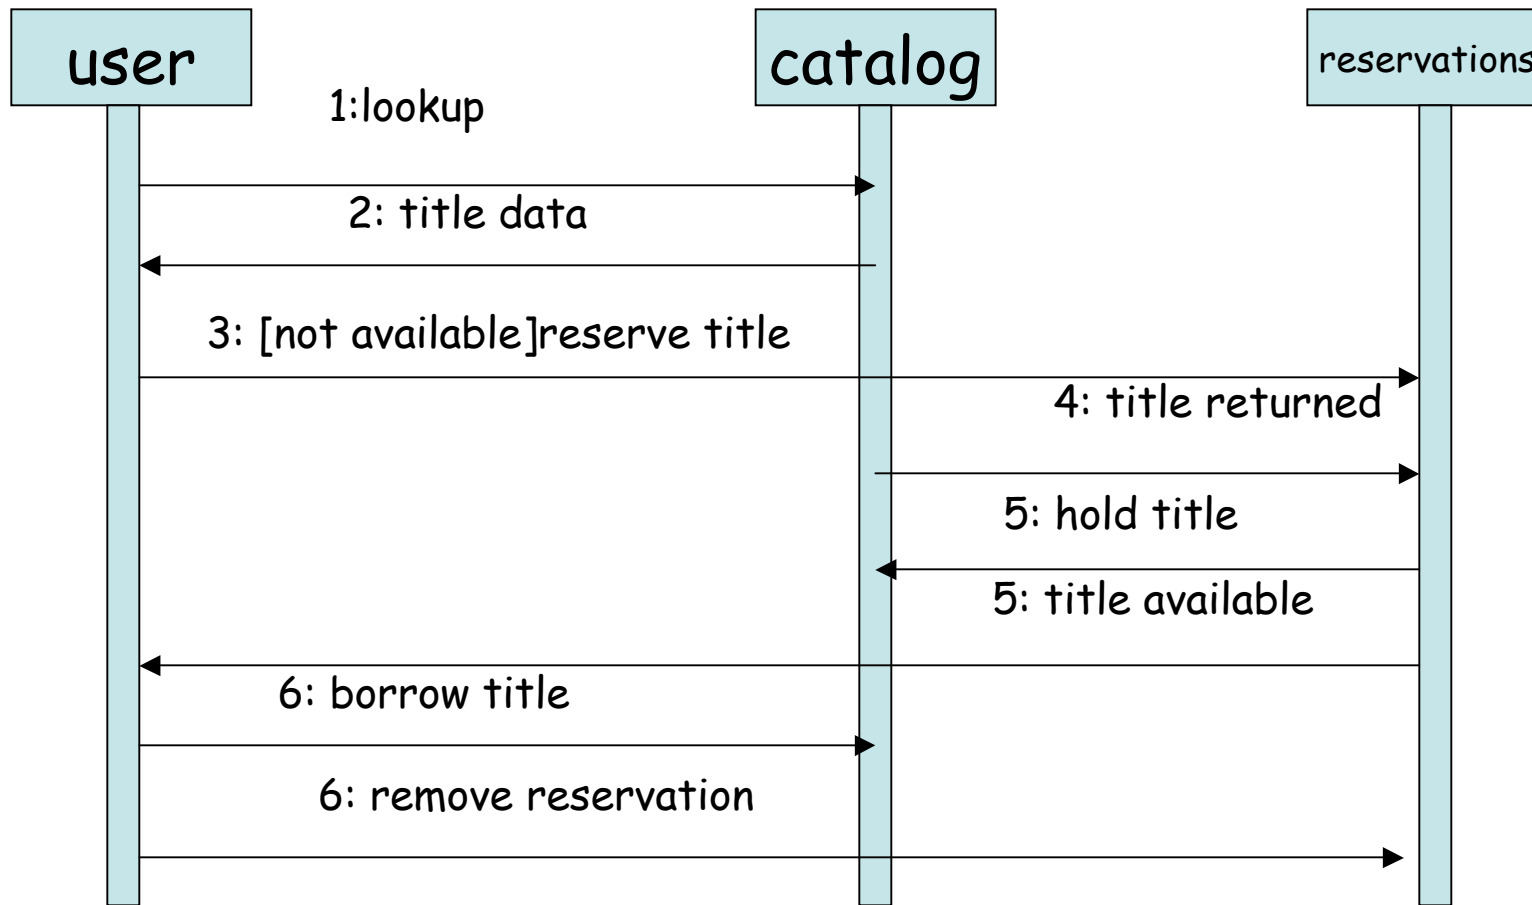 user
catalog
reservations
1:lookup
2: title data
3: [not available]reserve title
4: title returned
5: hold title
5: title available
6: borrow title
6: remove reservation